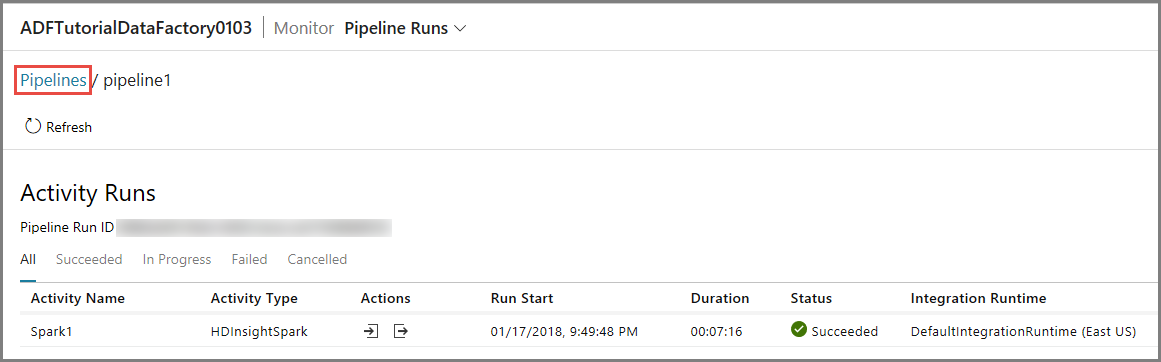 ADFTutorialDataFactory0103 Monitor Pipeline Runs
Pipelines / pipeline1
Refresh
Activity Runs
Pipeline Run ID
All Succeeded In Progress Failed Cancelled
Activity Name Activity Type Actions Run Start Duration Status Integration Runtime
Spark1 HDInsightSpark 01/17/2018, 9:49:48 PM 00:07:16 Succeeded DefaultIntegrationRuntime (East US)